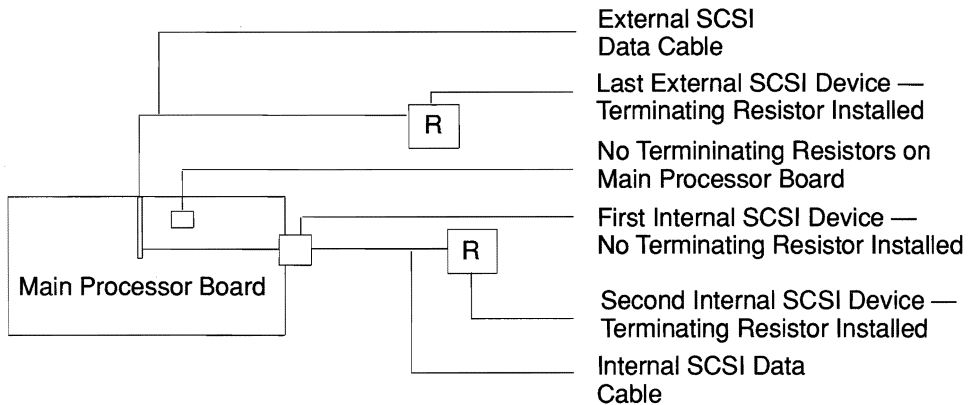 External SCSI
Data Cable
Last External SCSI Device —
Terminating Resistor Installed
R
No Termininating Resistors on
Main Processor Board
First Internal SCSI Device —
No Terminating Resistor Installed
R
Main Processor Board
Second Internal SCSI Device —
Terminating Resistor Installed
Internal SCSI Data
Cable